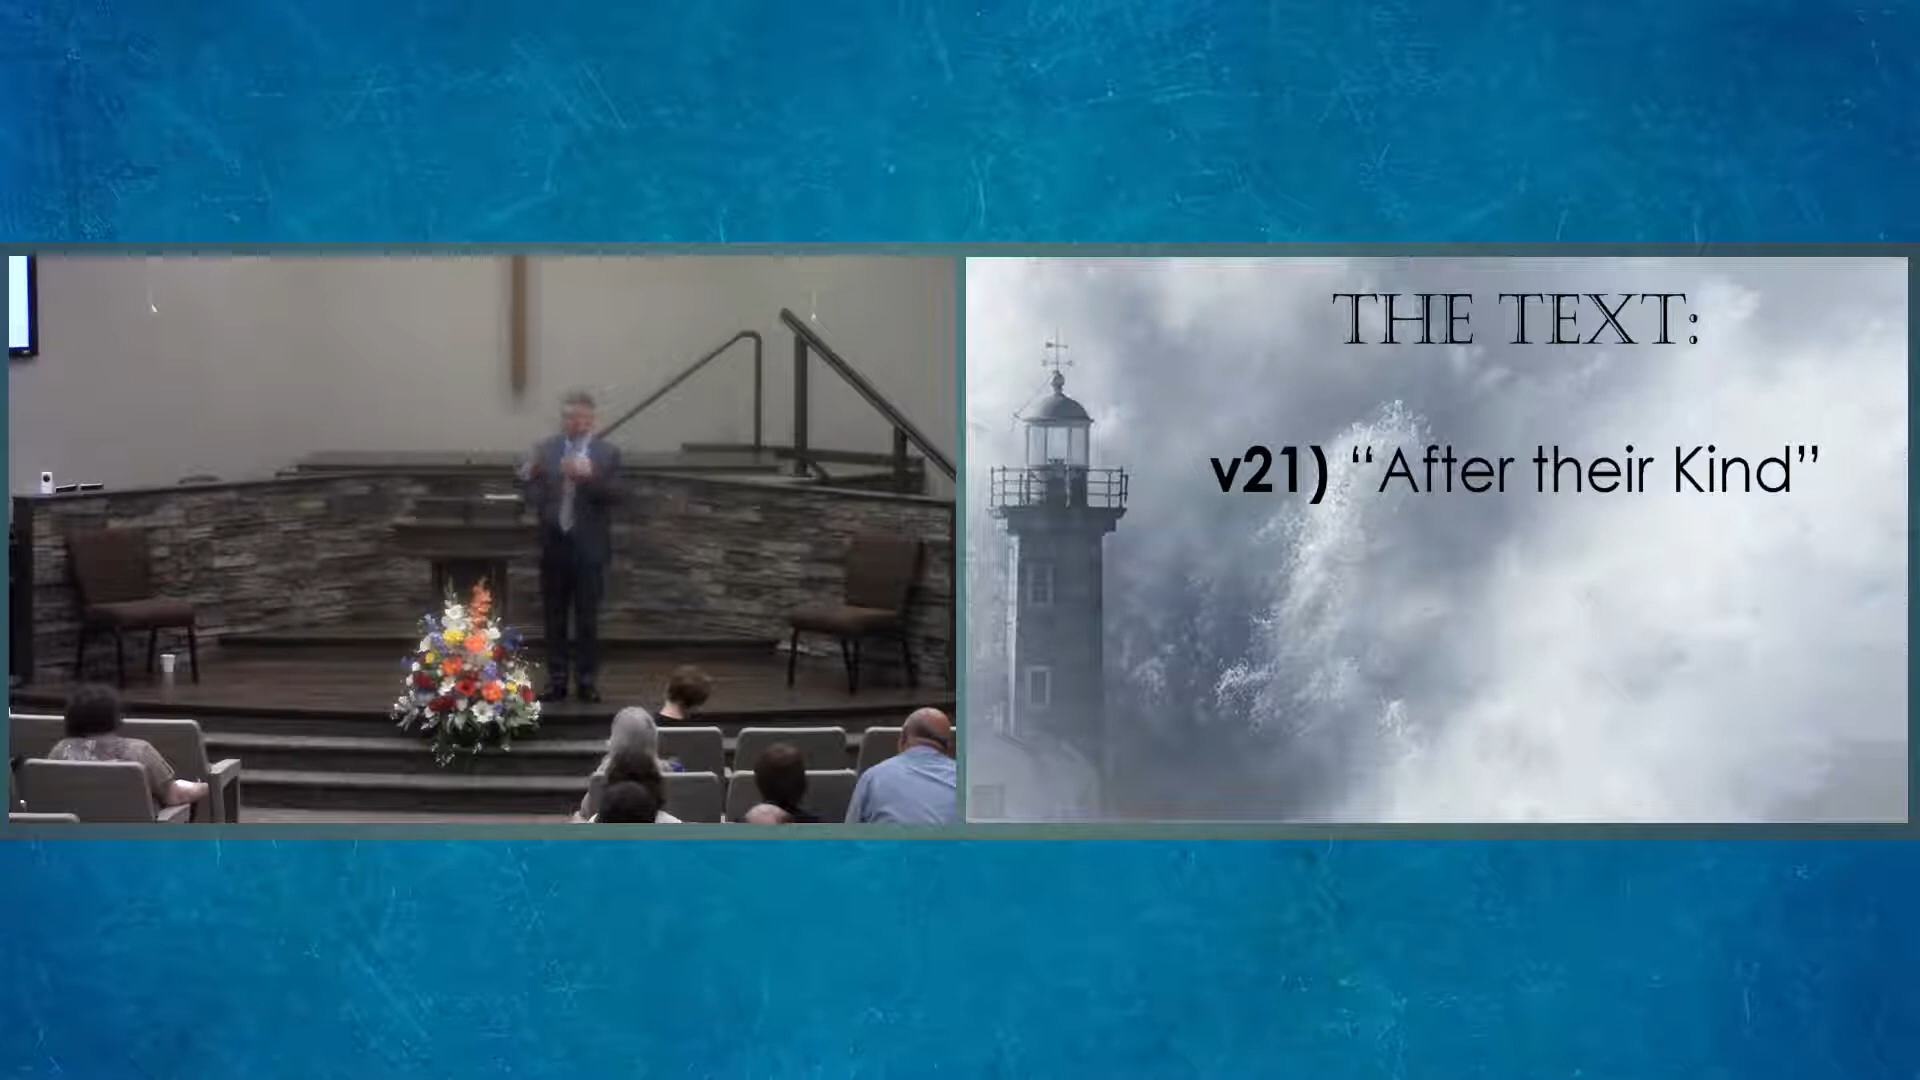 THE TEXT:
v21) “After their Kind”